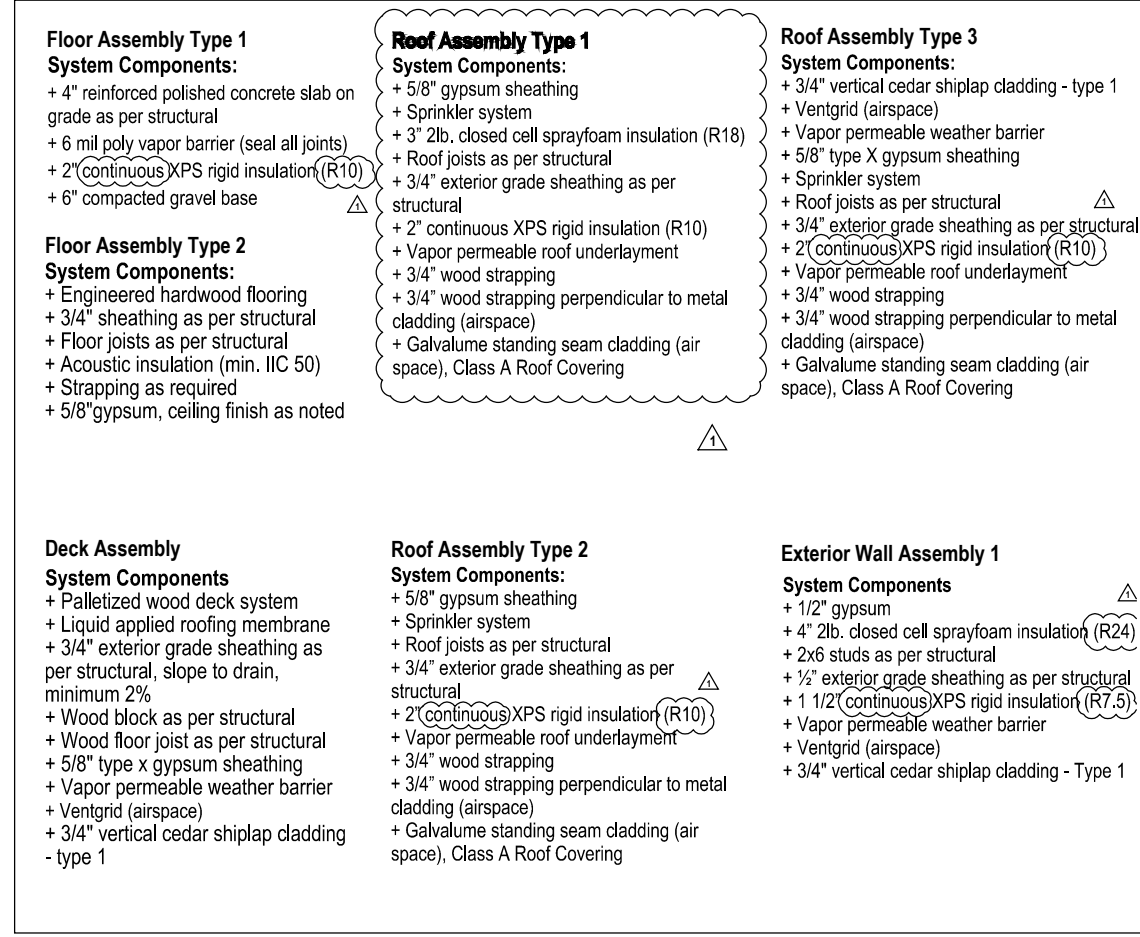 Floor Assembly Type 1
System Components:
+ 4" reinforced polished concrete slab on
grade as per structural
+ 6 mil poly vapor barrier (seal all joints)
+ 2" continuous XPS rigid insulation (R10)
+ 6" compacted gravel base
1
Floor Assembly Type 2
System Components:
+ Engineered hardwood flooring
+ 3/4" sheathing as per structural
+ Floor joists as per structural
+ Acoustic insulation (min. IIC 50)
+ Strapping as required
+ 5/8"gypsum, ceiling finish as noted
Roof Assembly Type 1
System Components:
+ 5/8" gypsum sheathing
+ Sprinkler system
+ 3” 2lb. closed cell sprayfoam insulation (R18)
+ Roof joists as per structural
+ 3/4” exterior grade sheathing as per
structural
+ 2” continuous XPS rigid insulation (R10)
+ Vapor permeable roof underlayment
+ 3/4” wood strapping
+ 3/4” wood strapping perpendicular to metal
cladding (airspace)
+ Galvalume standing seam cladding (air
space), Class A Roof Covering
1
Roof Assembly Type 3
System Components:
+ 3/4” vertical cedar shiplap cladding - type 1
+ Ventgrid (airspace)
+ Vapor permeable weather barrier
+ 5/8” type X gypsum sheathing
+ Sprinkler system
+ Roof joists as per structural
1
+ 3/4” exterior grade sheathing as per structural
+ 2” continuous XPS rigid insulation (R10)
+ Vapor permeable roof underlayment
+ 3/4” wood strapping
+ 3/4” wood strapping perpendicular to metal
cladding (airspace)
+ Galvalume standing seam cladding (air
space), Class A Roof Covering
Deck Assembly
System Components
+ Palletized wood deck system
+ Liquid applied roofing membrane
+ 3/4" exterior grade sheathing as
per structural, slope to drain,
minimum 2%
+ Wood block as per structural
+ Wood floor joist as per structural
+ 5/8" type x gypsum sheathing
+ Vapor permeable weather barrier
+ Ventgrid (airspace)
+ 3/4" vertical cedar shiplap cladding
- type 1
Roof Assembly Type 2
System Components:
+ 5/8" gypsum sheathing
+ Sprinkler system
+ Roof joists as per structural
+ 3/4” exterior grade sheathing as per
structural
1
+ 2” continuous XPS rigid insulation (R10)
+ Vapor permeable roof underlayment
+ 3/4” wood strapping
+ 3/4” wood strapping perpendicular to metal
cladding (airspace)
+ Galvalume standing seam cladding (air
space), Class A Roof Covering
Exterior Wall Assembly 1
System Components
1
+ 1/2" gypsum
+ 4” 2lb. closed cell sprayfoam insulation (R24)
+ 2x6 studs as per structural
+ ½” exterior grade sheathing as per structural
+ 1 1/2” continuous XPS rigid insulation (R7.5)
+ Vapor permeable weather barrier
+ Ventgrid (airspace)
+ 3/4" vertical cedar shiplap cladding - Type 1